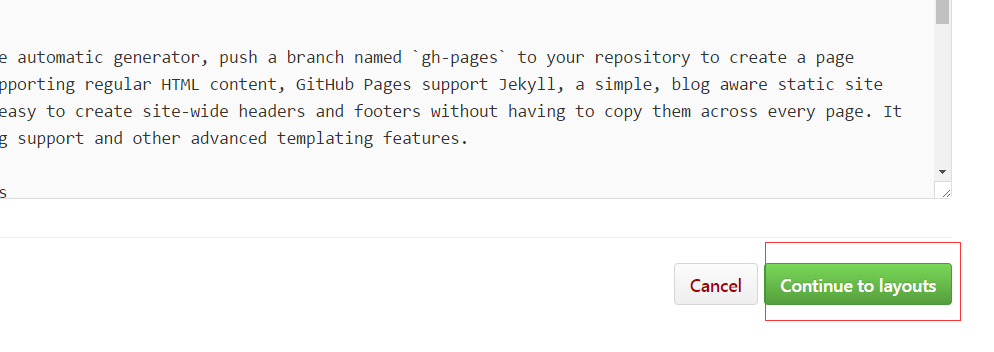 e automatic generator, push a branch named `gh-pages` to your repository to create a page
pporting regular HTML content, GitHub Pages support Jekyll, a simple, blog aware static site
easy to create site-wide headers and footers without having to copy them across every page. It
g support and other advanced templating features.
s
Cancel
Continue to layouts